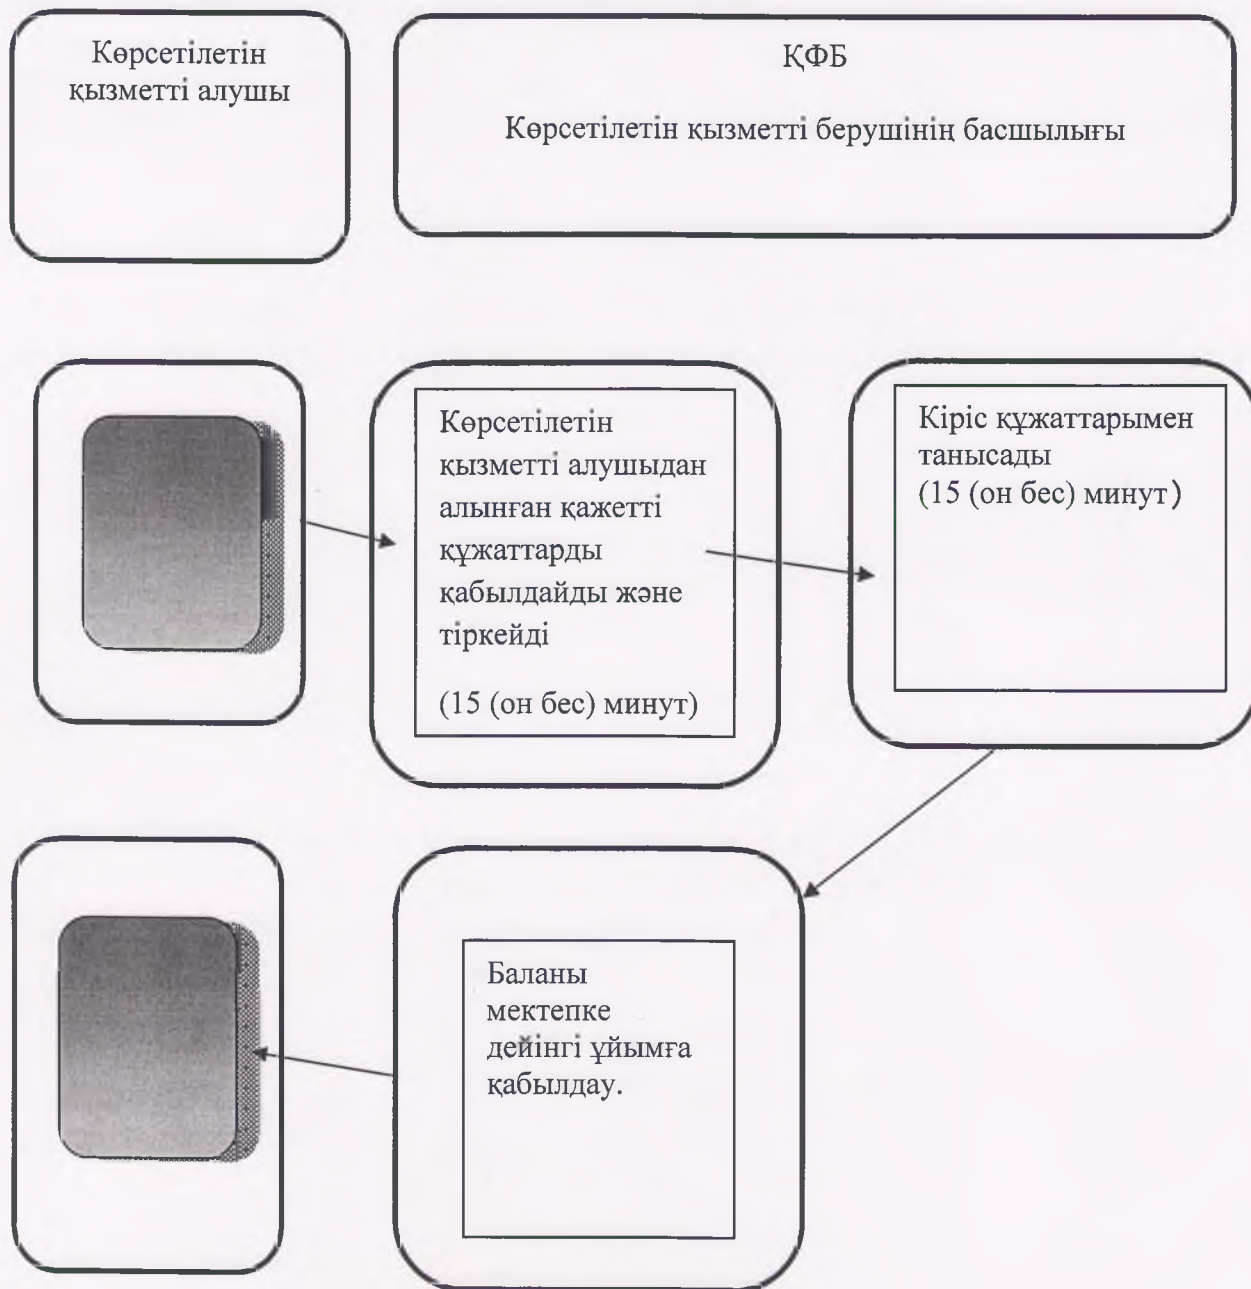 Көрсетілетін
қызметті алушы
ҚФБ
Көрсетілетін қызметті берушінің басшылығы
Көрсетілетін
қызметті алушыдан
алынған қажетті
құжаттарды
қабылдайды және
тіркейді
(15 (он бес) минут)
Кіріс құжаттарымен
танысады
(15 (он бес) минут)
Баланы
мектепке
дейінгі ұйымға
қабылдау.